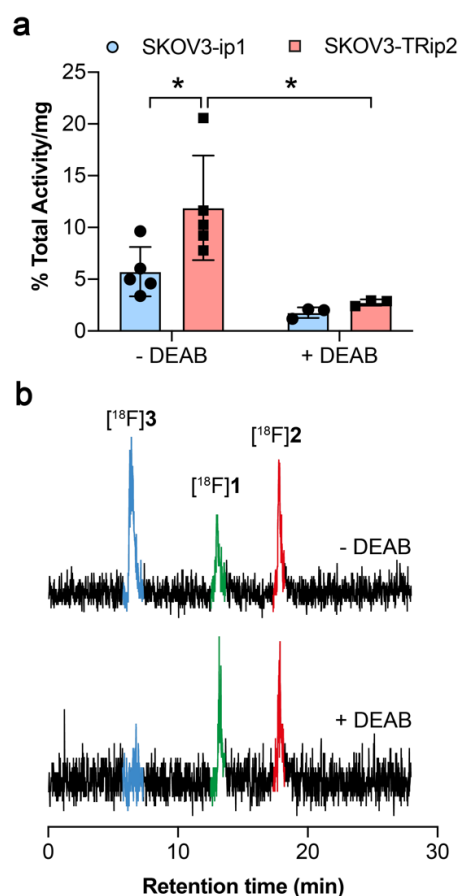 a
SKOV3-ip1 SKOV3-TRip2
25
20
15
10
5
0
% Total Activity/mg
* *
- DEAB + DEAB
b
[¹⁸F]3
[¹⁸F]1
[¹⁸F]2
- DEAB
+ DEAB
0 10 20 30
Retention time (min)